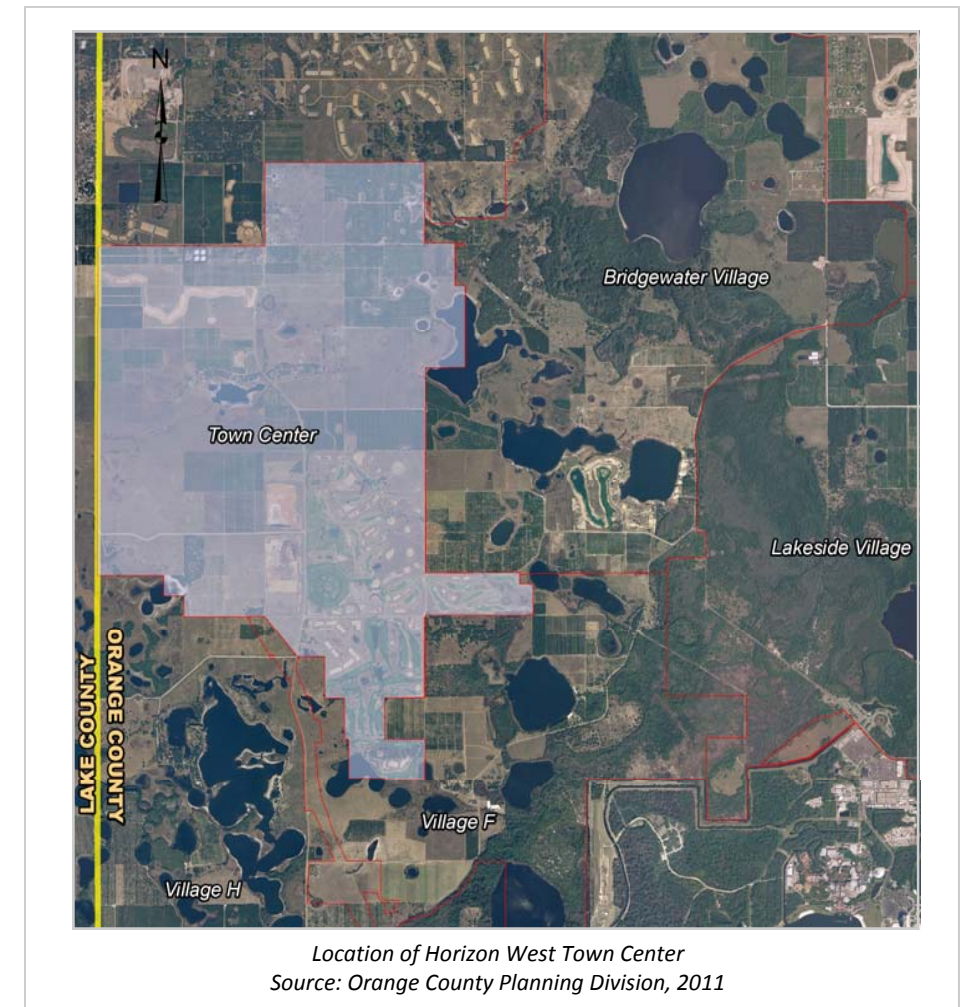 N
Bridgewater Village
Town Center
Lakeside Village
LAKE COUNTY
ORANGE COUNTY
Village F
Village H
Location of Horizon West Town Center
Source: Orange County Planning Division, 2011